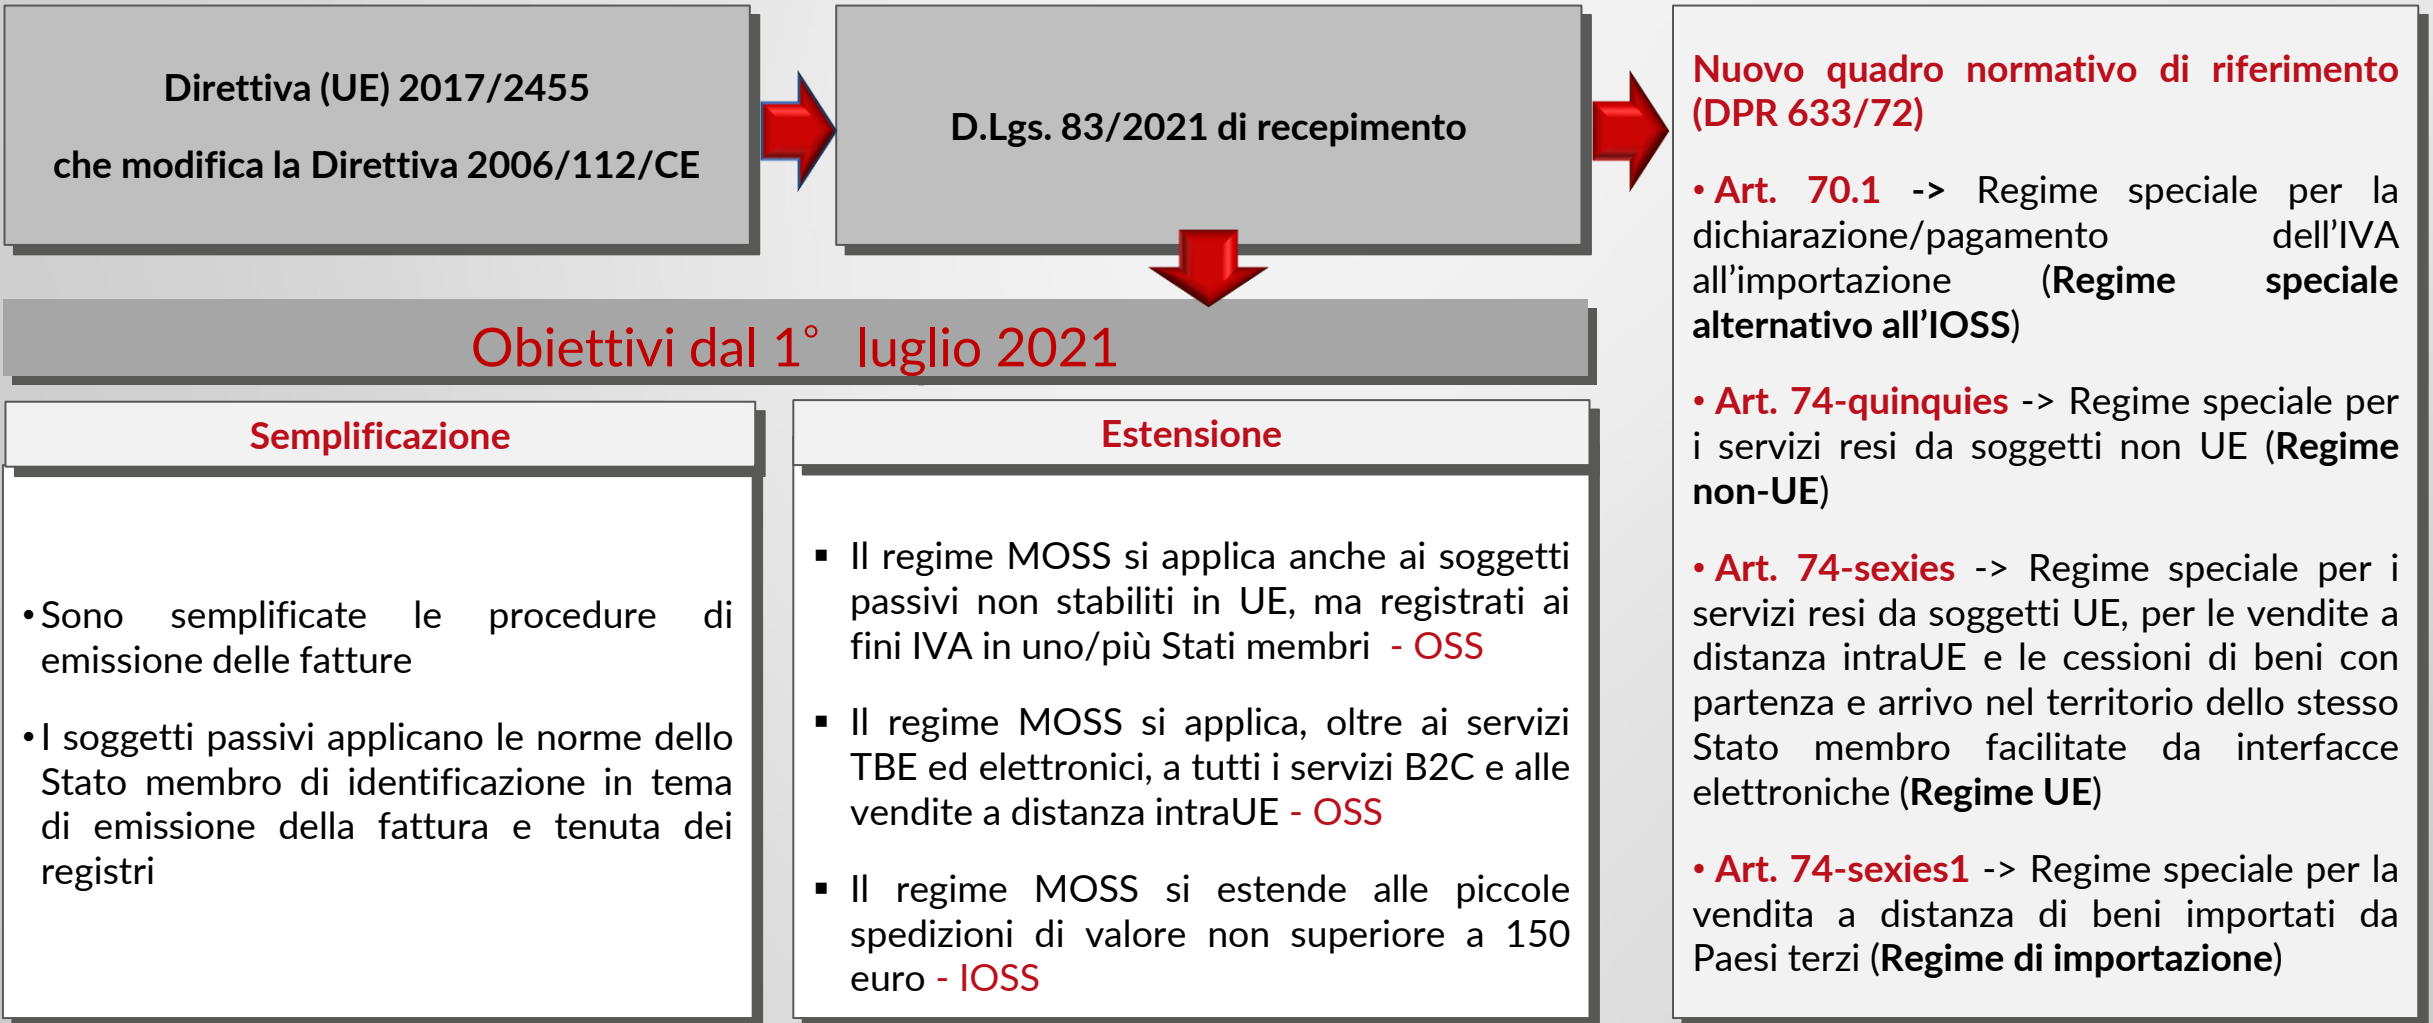 Direttiva (UE) 2017/2455
che modifica la Direttiva 2006/112/CE
D.Lgs. 83/2021 di recepimento
Obiettivi dal 1° luglio 2021
Semplificazione
• Sono semplificate le procedure di
emissione delle fatture
• I soggetti passivi applicano le norme dello
Stato membro di identificazione in tema
di emissione della fattura e tenuta dei
registri
Estensione
▪ Il regime MOSS si applica anche ai soggetti
passivi non stabiliti in UE, ma registrati ai
fini IVA in uno/più Stati membri - OSS
▪ Il regime MOSS si applica, oltre ai servizi
TBE ed elettronici, a tutti i servizi B2C e alle
vendite a distanza intraUE - OSS
▪ Il regime MOSS si estende alle piccole
spedizioni di valore non superiore a 150
euro - IOSS
Nuovo quadro normativo di riferimento
(DPR 633/72)
• Art. 70.1 -> Regime speciale per la
dichiarazione/pagamento dell’IVA
all’importazione (Regime speciale
alternativo all’IOSS)
• Art. 74-quinquies -> Regime speciale per
i servizi resi da soggetti non UE (Regime
non-UE)
• Art. 74-sexies -> Regime speciale per i
servizi resi da soggetti UE, per le vendite a
distanza intraUE e le cessioni di beni con
partenza e arrivo nel territorio dello stesso
Stato membro facilitate da interfacce
elettroniche (Regime UE)
• Art. 74-sexies1 -> Regime speciale per la
vendita a distanza di beni importati da
Paesi terzi (Regime di importazione)